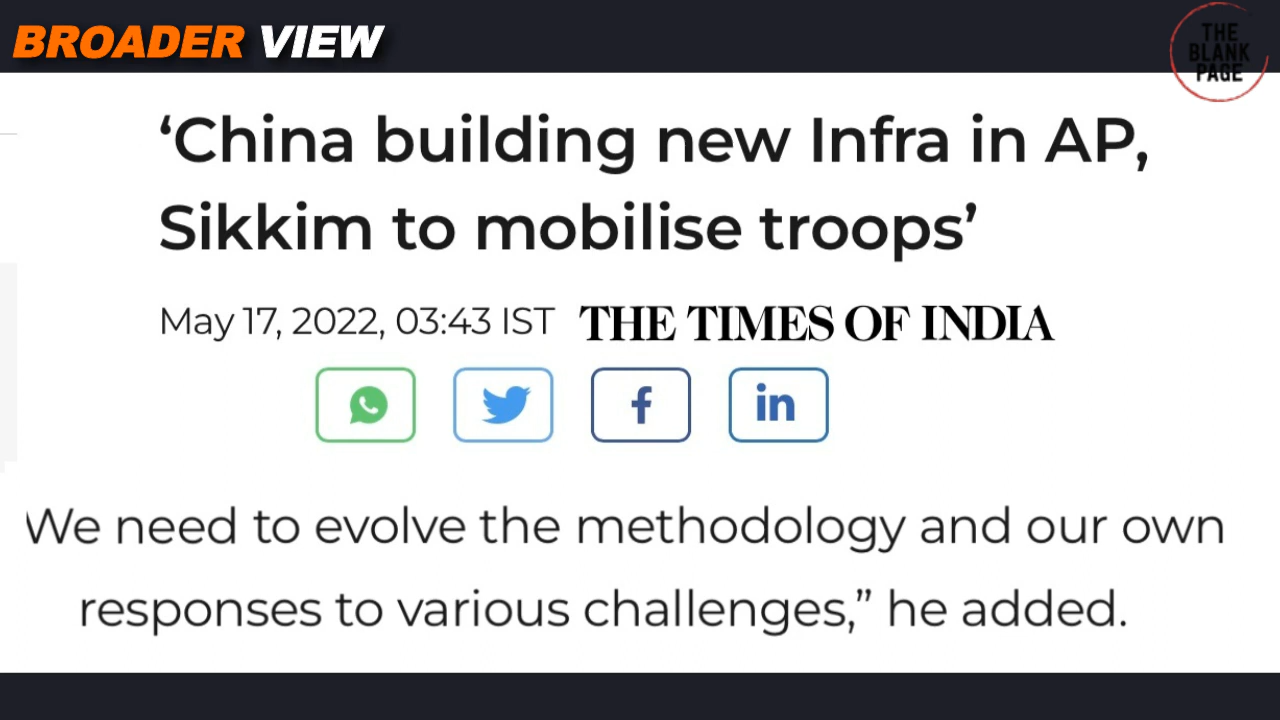 BROADER VIEW
THE
BLANK
PAGE
‘China building new Infra in AP,
Sikkim to mobilise troops’
May 17, 2022, 03:43 IST THE TIMES OF INDIA
f
in
We need to evolve the methodology and our own
responses to various challenges,” he added.